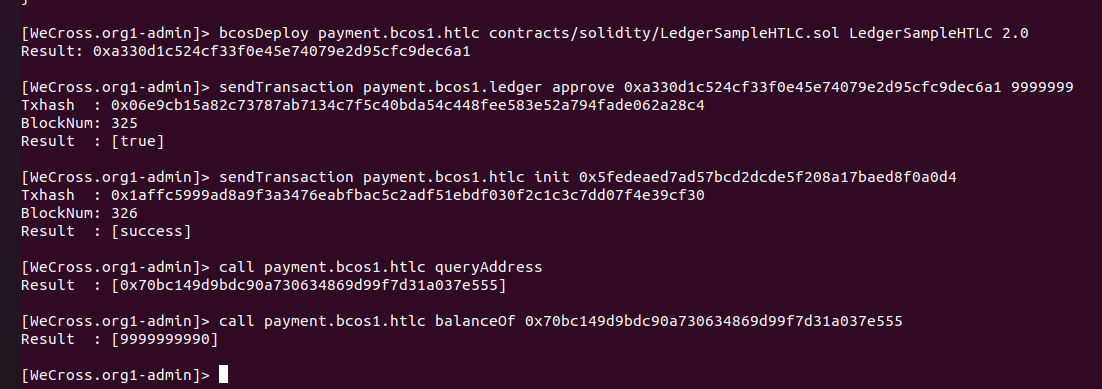 [WeCross.org1-admin]> bcosDeploy payment.bcos1.htlc contracts/solidity/LedgerSampleHTLC.sol LedgerSampleHTLC 2.0
Result: 0xa330d1c524cf33f0e45e74079e2d95cfc9dec6a1
[WeCross.org1-admin]> sendTransaction payment.bcos1.ledger approve 0xa330d1c524cf33f0e45e74079e2d95cfc9dec6a1 9999999
Txhash  : 0x06e9cb15a82c73787ab7134c7f5c40bda54c448fee583e52a794fade062a28c4
BlockNum: 325
Result  : [true]
[WeCross.org1-admin]> sendTransaction payment.bcos1.htlc init 0x5fedeaed7ad57bcd2dcde5f208a17baed8f0a0d4
Txhash  : 0x1affc5999ad8a9f3a3476eabfbac5c2adf51ebdf030f2c1c3c7dd07f4e39cf30
BlockNum: 326
Result  : [success]
[WeCross.org1-admin]> call payment.bcos1.htlc queryAddress
Result  : [0x70bc149d9bdc90a730634869d99f7d31a037e555]
[WeCross.org1-admin]> call payment.bcos1.htlc balanceOf 0x70bc149d9bdc90a730634869d99f7d31a037e555
Result  : [9999999990]
[WeCross.org1-admin]>